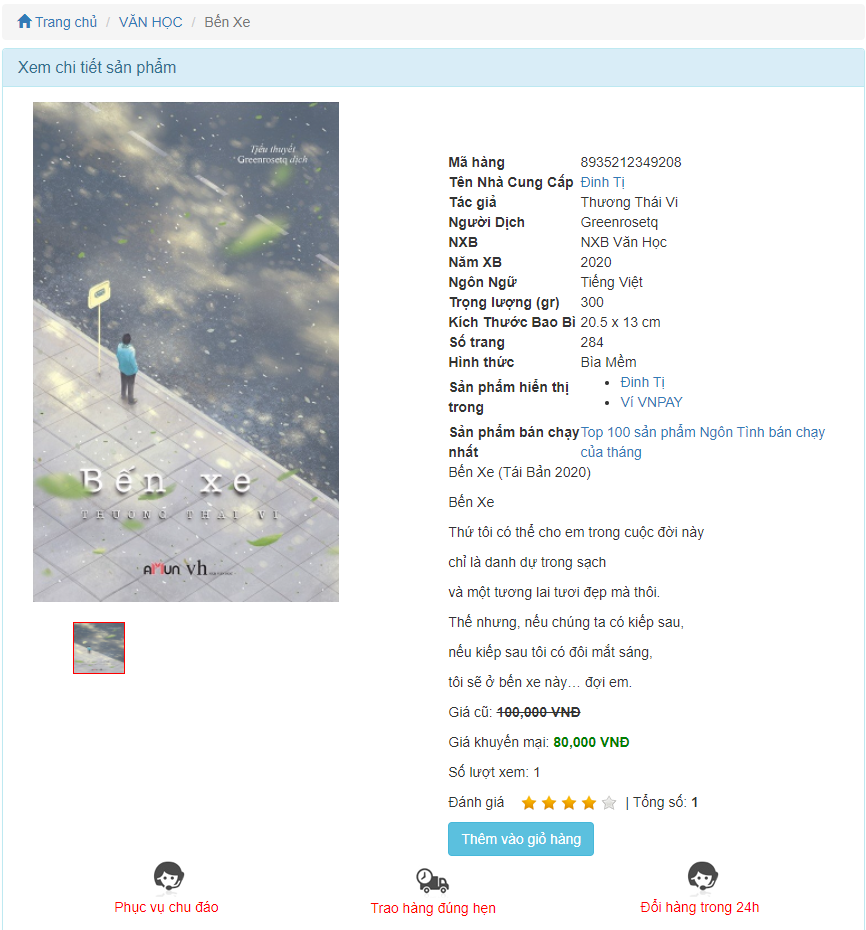 Trang chủ / VĂN HỌC / Bến Xe
Xem chi tiết sản phẩm
Tiểu thuyết
Greenrosetq dịch
Bến xe
THƯƠNG THÁI VI
AMUN vh
Mã hàng 8935212349208
Tên Nhà Cung Cấp Đinh Tị
Tác giả Thương Thái Vi
Người Dịch Greenrosetq
NXB NXB Văn Học
Năm XB 2020
Ngôn Ngữ Tiếng Việt
Trọng lượng (gr) 300
Kích Thước Bao Bì 20.5 x 13 cm
Số trang 284
Hình thức Bìa Mềm
Sản phẩm hiển thị trong
Đinh Tị
Ví VNPAY
Sản phẩm bán chạy nhất
Top 100 sản phẩm Ngôn Tình bán chạy
của tháng
Bến Xe (Tái Bản 2020)
Bến Xe
Thứ tôi có thể cho em trong cuộc đời này
chỉ là danh dự trong sạch
và một tương lai tươi đẹp mà thôi.
Thế nhưng, nếu chúng ta có kiếp sau,
nếu kiếp sau tôi có đôi mắt sáng,
tôi sẽ ở bến xe này… đợi em.
Giá cũ: 100,000 VNĐ
Giá khuyến mại: 80,000 VNĐ
Số lượt xem: 1
Đánh giá | Tổng số: 1
Thêm vào giỏ hàng
Phục vụ chu đáo
Trao hàng đúng hẹn
Đổi hàng trong 24h